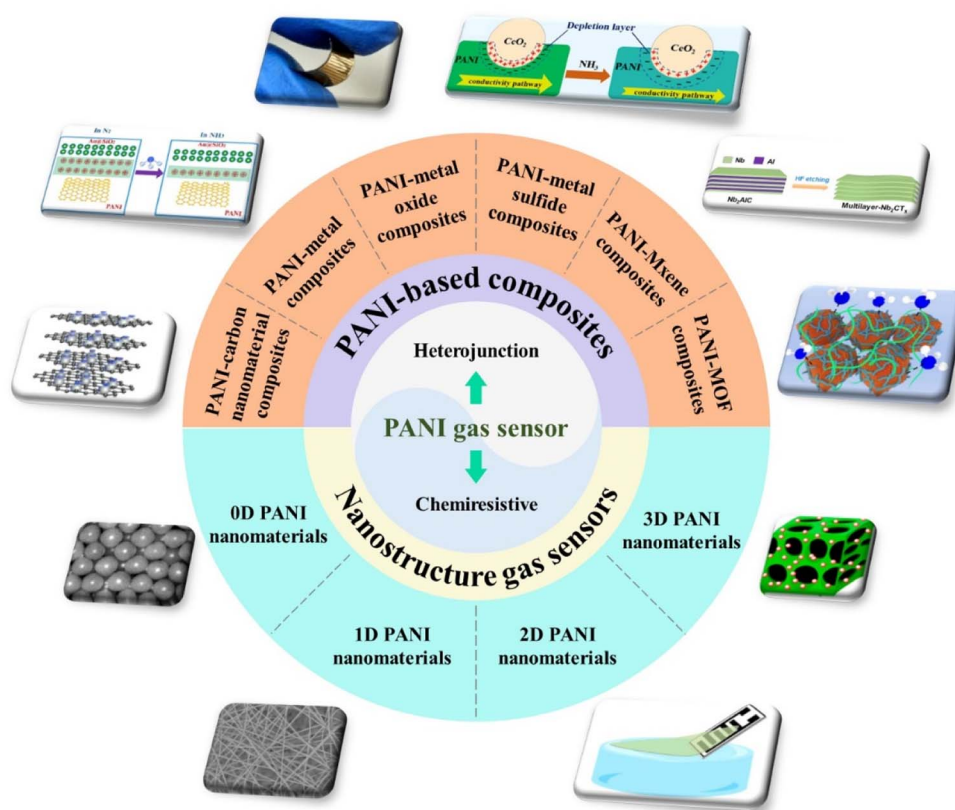 Depletion layer
CeO2
CeO2
PANI
NH3
PANI
conductivity pathway
conductivity pathway
In N2
In NH3
Au@SiO2
PANI
PANI
Nb
Al
HF etching
Nb2AlC
Multilayer-Nb2CTx
PANI-carbon
nanomaterial
composites
PANI-metal
composites
PANI-metal
oxide
composites
PANI-metal
sulfide
composites
PANI-Mxene
composites
PANI-MOF
composites
PANI-based composites
Heterojunction
PANI gas sensor
Chemiresistive
Nanostructure gas sensors
0D PANI
nanomaterials
1D PANI
nanomaterials
2D PANI
nanomaterials
3D PANI
nanomaterials